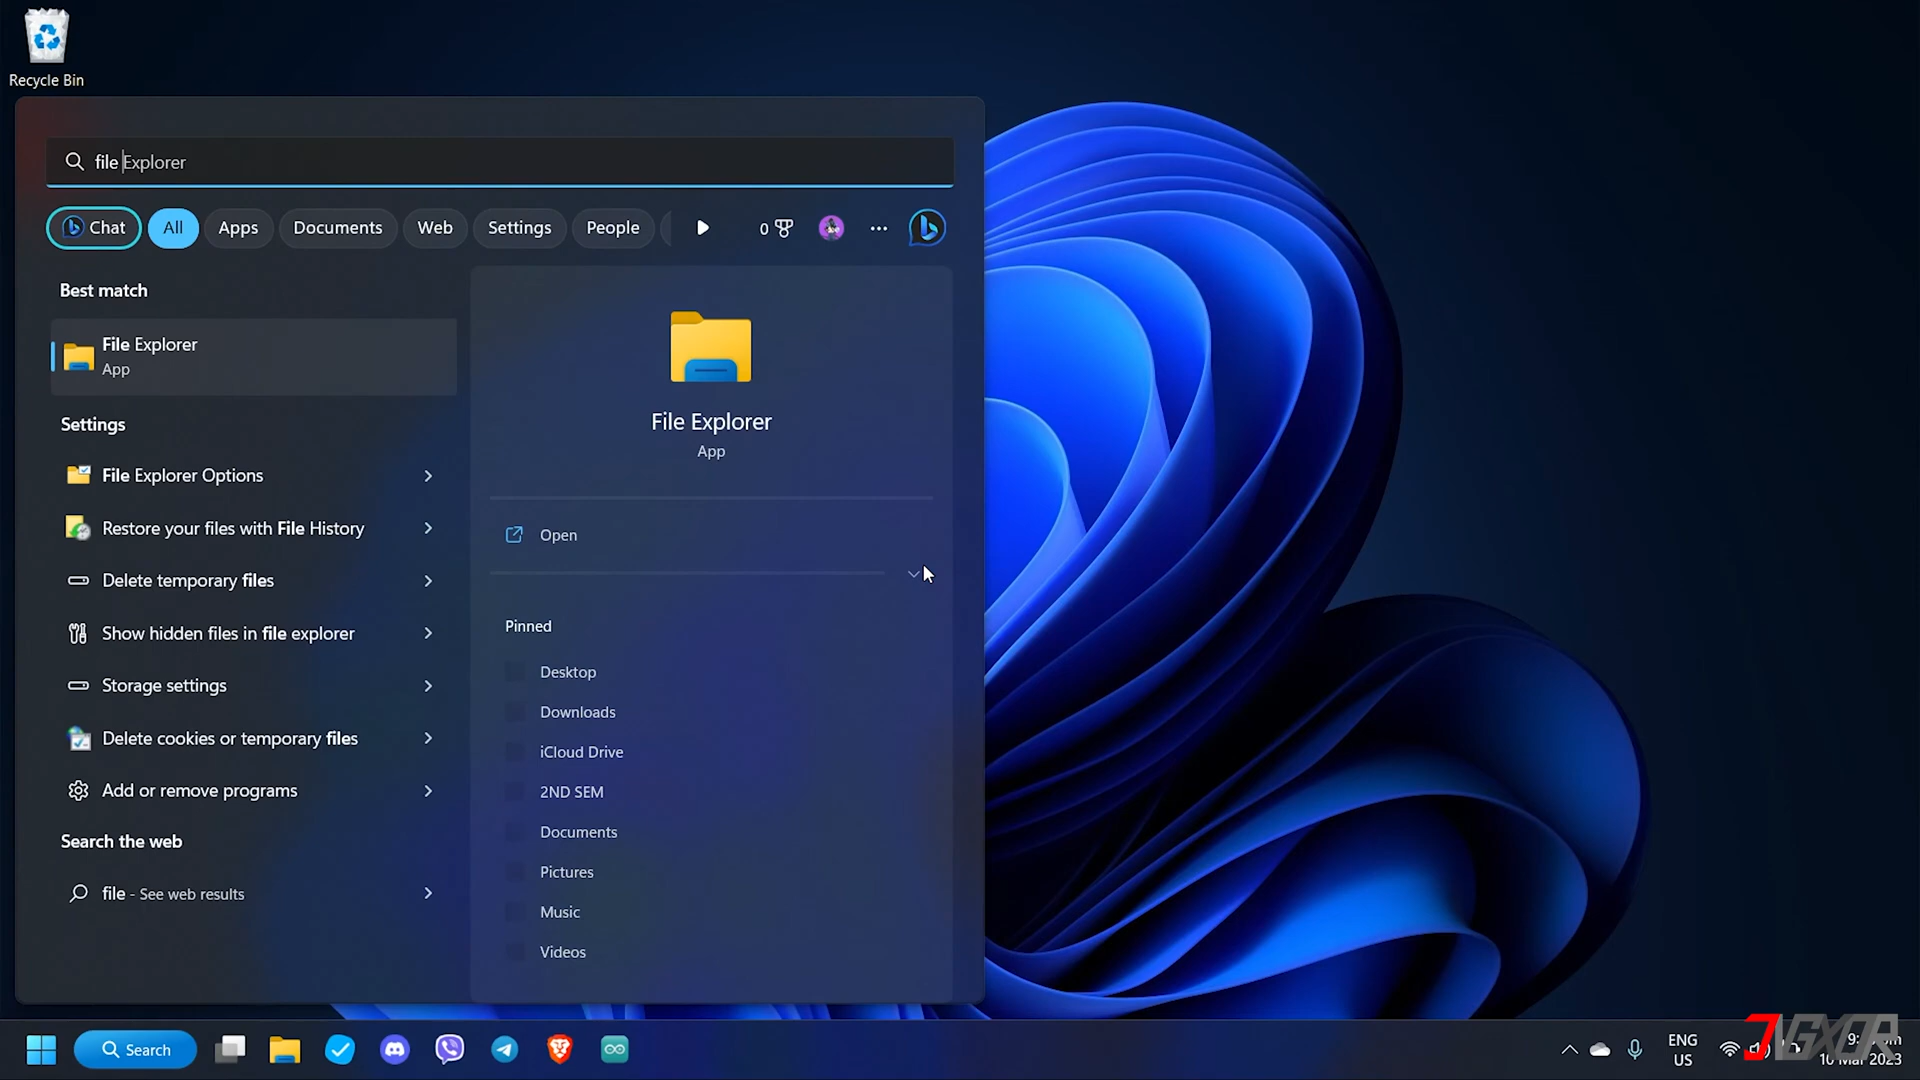 Recycle Bin
file Explorer
Chat
All
Apps
Documents
Web
Settings
People
0
Best match
File Explorer
App
Settings
File Explorer Options
Restore your files with File History
Delete temporary files
Show hidden files in file explorer
Storage settings
Delete cookies or temporary files
Add or remove programs
Search the web
file - See web results
File Explorer
App
Open
Pinned
Desktop
Downloads
iCloud Drive
2ND SEM
Documents
Pictures
Music
Videos
Search
ENG
US
10 Mar 2023
JIGXOR